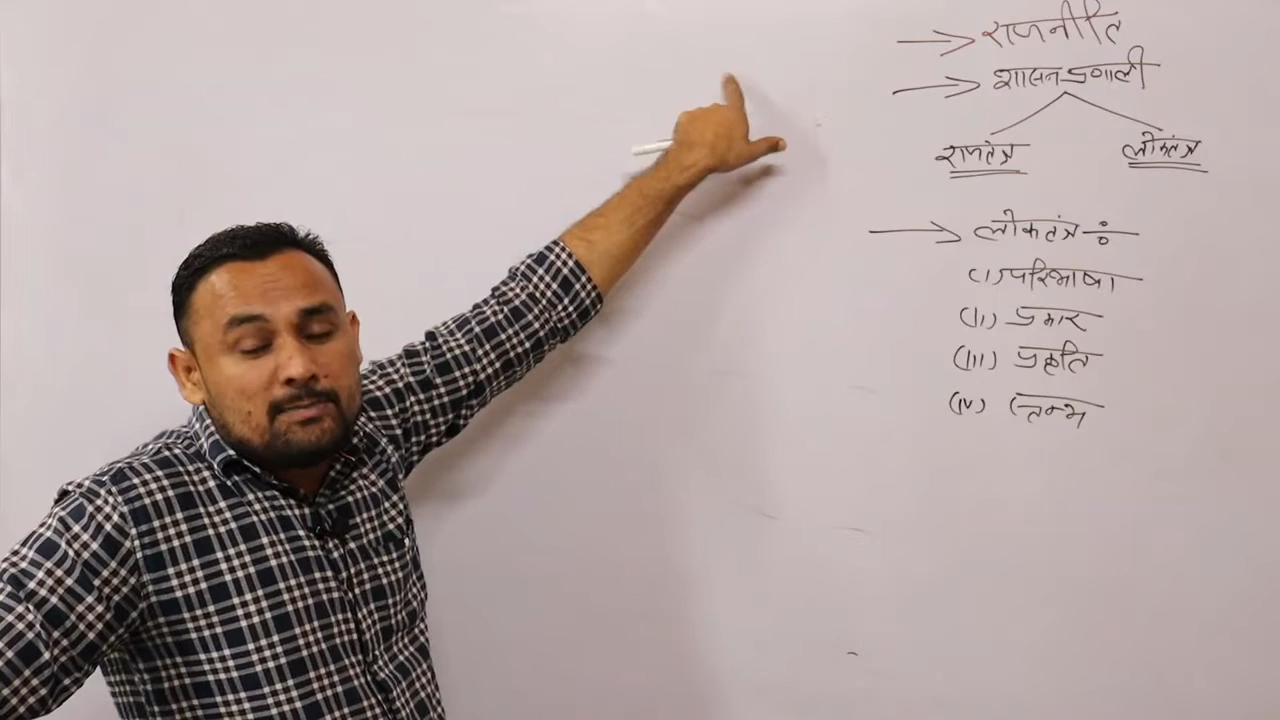 → राजनीति
→ शासन प्रणाली
राजतंत्र लोकतंत्र
→ लोकतंत्र ÷
(i) परिभाषा
(ii) प्रकार
(iii) प्रकृति
(iv) स्तम्भ